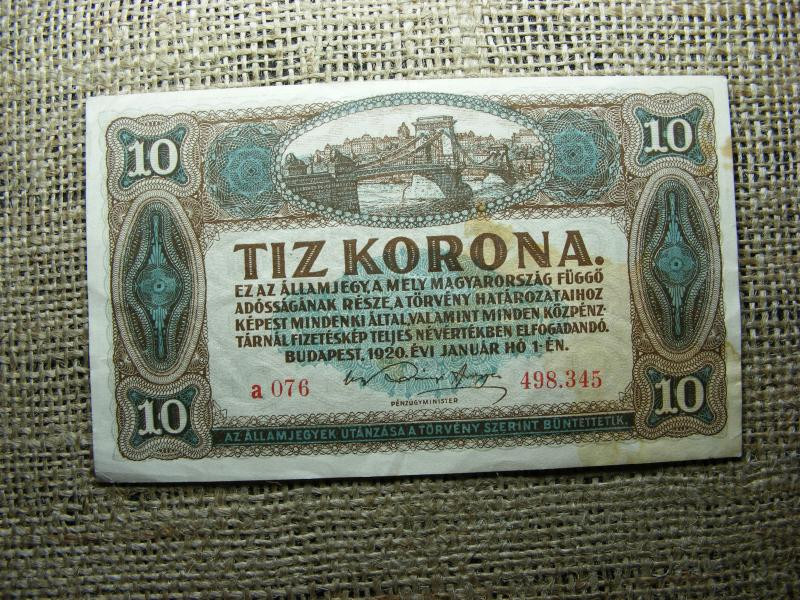 10
10
TIZ KORONA.
EZ AZ ÁLLAMJEGY, A MELY MAGYARORSZÁG FÜGGŐ
ADÓSSÁGÁNAK RÉSZE, A TÖRVÉNY HATÁROZATAIHOZ
KÉPEST MINDENKI ÁLTAL, VALAMINT MINDEN KÖZPÉNZ-
TÁRNÁL FIZETÉSKÉP TELJES NÉVÉRTÉKBEN ELFOGADANDÓ.
BUDAPEST, 1920. ÉVI JANUÁR HÓ 1-ÉN.
a 076 498.345
PÉNZÜGYMINISTER
10
10
AZ ÁLLAMJEGYEK UTÁNZÁSA A TÖRVÉNY SZERINT BÜNTETTETIK.